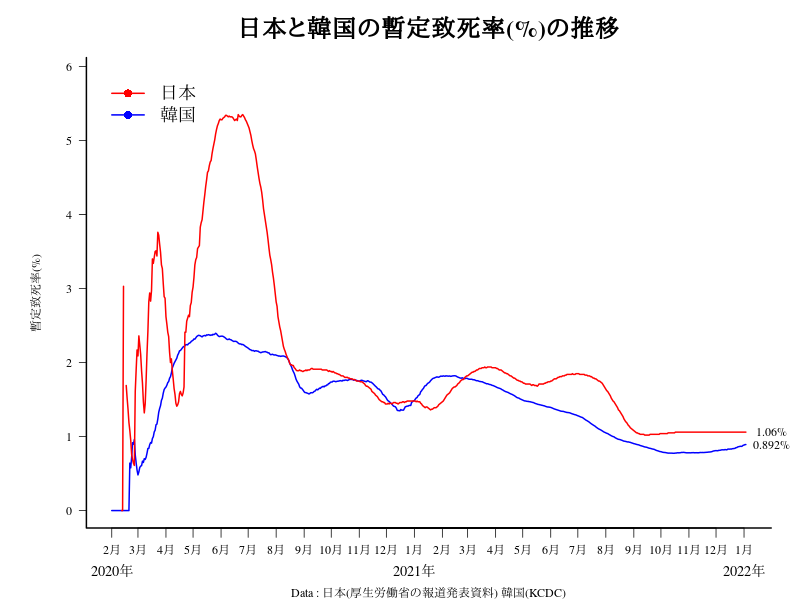 日本と韓国の暫定致死率(%)の推移
日本
韓国
暫定致死率(%)
6
5
4
3
2
1
0
1.06%
0.892%
2月 3月 4月 5月 6月 7月 8月 9月 10月 11月 12月 1月 2月 3月 4月 5月 6月 7月 8月 9月 10月 11月 12月 1月
2020年 2021年 2022年
Data : 日本(厚生労働省の報道発表資料) 韓国(KCDC)